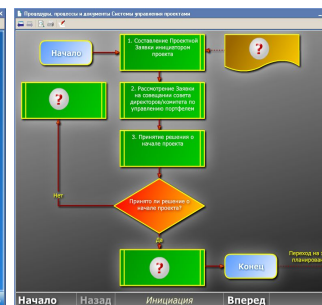 Процедуры, процессы и документы Системы управления проектами
Начало
1. Составление Проектной
Заявки инициатором
проекта
?
?
2. Рассмотрение Заявки
на совещании совета
директоров/комитета по
управлению портфелем
3. Принятие решения о
начале проекта
Нет
Принято ли решение о
начале проекта?
Да
?
Конец
Переход на
планирован
Начало
Назад
Инициация
Вперед